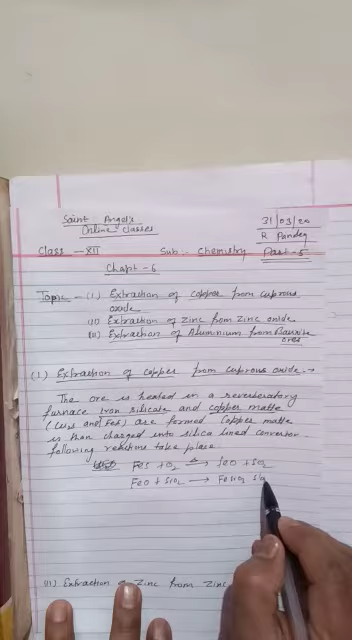 Saint Angel's
Online classes
31/03/20
R Pandey
Class - XII
Sub:- Chemistry
Part-5
Chapt-6
Topic - (i) Extraction of copper from cuprous
oxide
(ii) Extraction of zinc from zinc oxide
(iii) Extraction of Aluminium from Bauxite
ores
(i) Extraction of copper from cuprous oxide. →
The ore is heated in a reverberatory
furnace iron silicate and copper matte
(Cu₂S and FeS) are formed. Copper matte
is than charged into silica lined convertor
following reactions take place
FeS + O₂ → FeO + SO₂
FeO + SiO₂ → FeSiO₃
Extraction of Zinc from Zinc